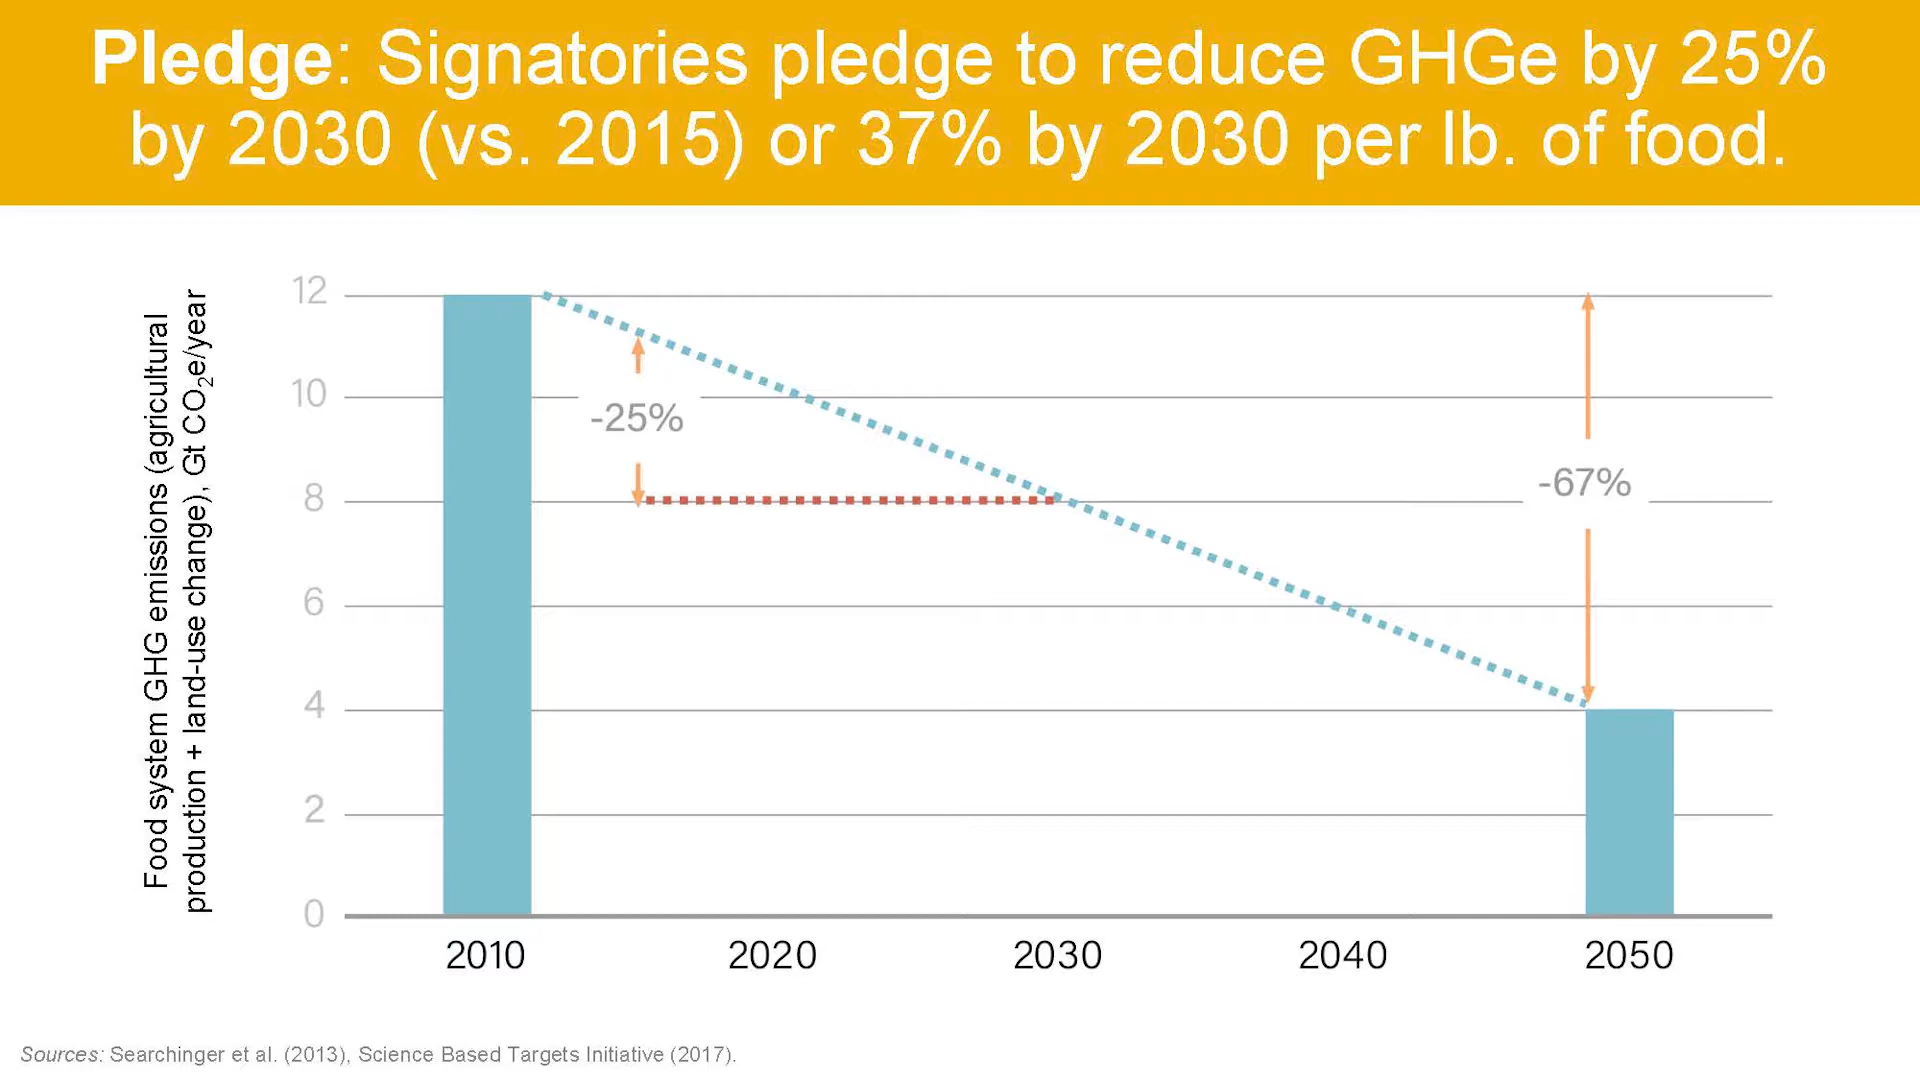 Pledge: Signatories pledge to reduce GHGe by 25%
by 2030 (vs. 2015) or 37% by 2030 per lb. of food.
Food system GHG emissions (agricultural
production + land-use change), Gt CO₂e/year
12
10
8
6
4
2
0
-25%
-67%
2010
2020
2030
2040
2050
Sources: Searchinger et al. (2013), Science Based Targets Initiative (2017).